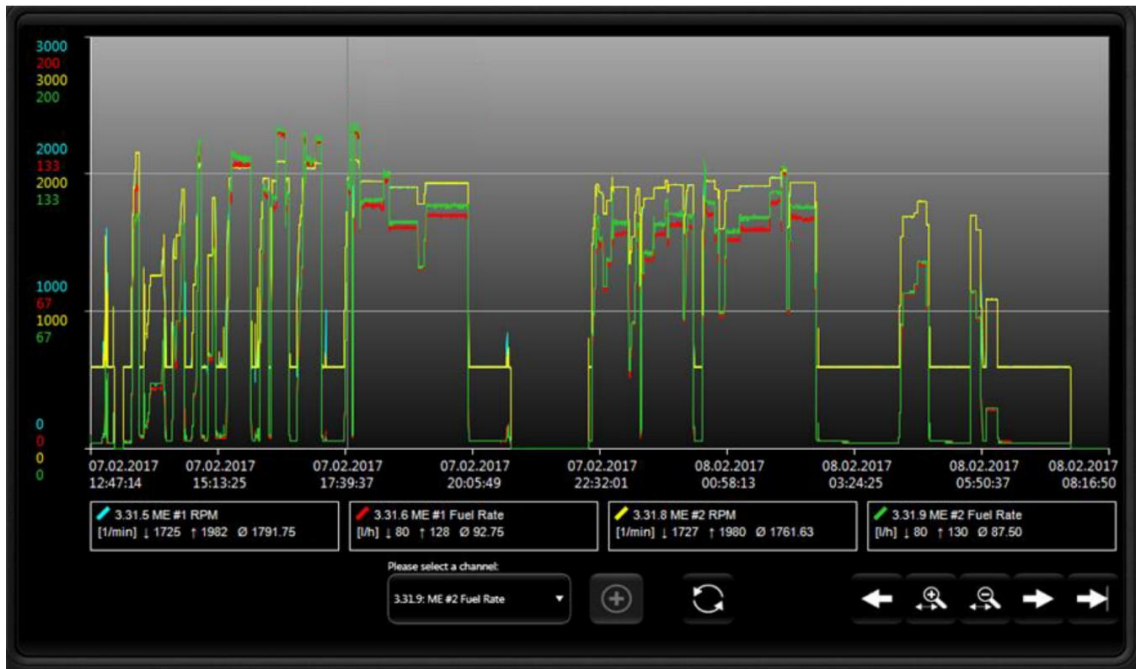 3000
200
3000
200
2000
133
2000
133
1000
67
1000
67
0
0
0
0
07.02.2017 07.02.2017 07.02.2017 07.02.2017 07.02.2017 08.02.2017 08.02.2017 08.02.2017 08.02.2017
12:47:14 15:13:25 17:39:37 20:05:49 22:32:01 00:58:13 03:24:25 05:50:37 08:16:50
3.31.5 ME #1 RPM
[1/min] ↓ 1725 ↑ 1982 Ø 1791.75
3.31.6 ME #1 Fuel Rate
[l/h] ↓ 80 ↑ 128 Ø 92.75
3.31.8 ME #2 RPM
[1/min] ↓ 1727 ↑ 1980 Ø 1761.63
3.31.9 ME #2 Fuel Rate
[l/h] ↓ 80 ↑ 130 Ø 87.50
Please select a channel:
3.31.9: ME #2 Fuel Rate